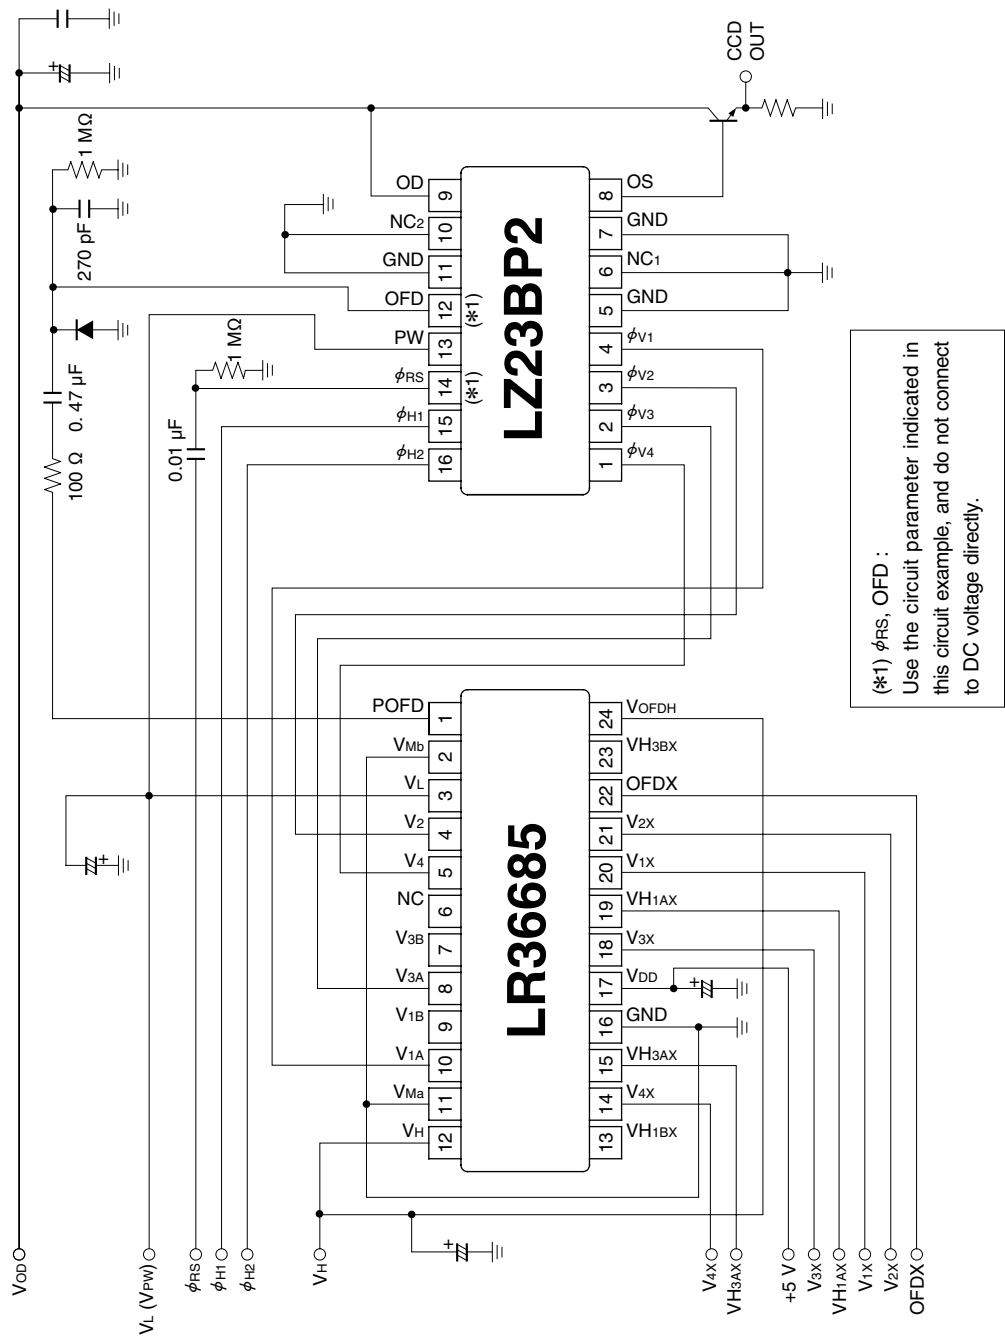 VOD
VL (VPW)
ϕRS
ϕH1
ϕH2
VH
V4X
VH3AX
+5 V
V3X
VH1AX
V1X
V2X
OFDX
100 Ω
0.47 µF
270 pF
1 MΩ
0.01 µF
1 MΩ
+
+
+
+
CCD
OUT
LR36685
POFD
1
VMb
2
VL
3
V2
4
V4
5
NC
6
V3B
7
V3A
8
V1B
9
V1A
10
VMa
11
VH
12
13
VH1BX
14
V4X
15
VH3AX
16
GND
17
VDD
18
V3X
19
VH1AX
20
V1X
21
V2X
22
OFDX
23
VH3BX
24
VOFDH
LZ23BP2
OD
9
NC2
10
GND
11
OFD
12
(*1)
PW
13
ϕRS
14
(*1)
ϕH1
15
ϕH2
16
8
OS
7
GND
6
NC1
5
GND
4
ϕV1
3
ϕV2
2
ϕV3
1
ϕV4
(*1) ϕRS, OFD :
Use the circuit parameter indicated in
this circuit example, and do not connect
to DC voltage directly.